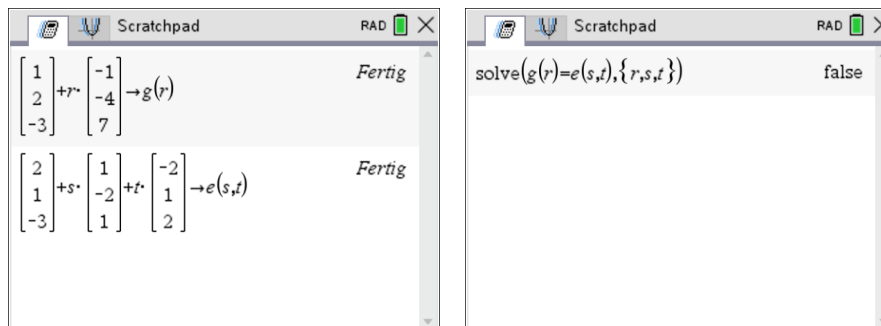 Scratchpad RAD
[1 2 -3]+r·[-1 -4 7]→g(r) Fertig
[2 1 -3]+s·[1 -2 1]+t·[-2 1 2]→e(s,t) Fertig
Scratchpad RAD
solve(g(r)=e(s,t),{r,s,t}) false